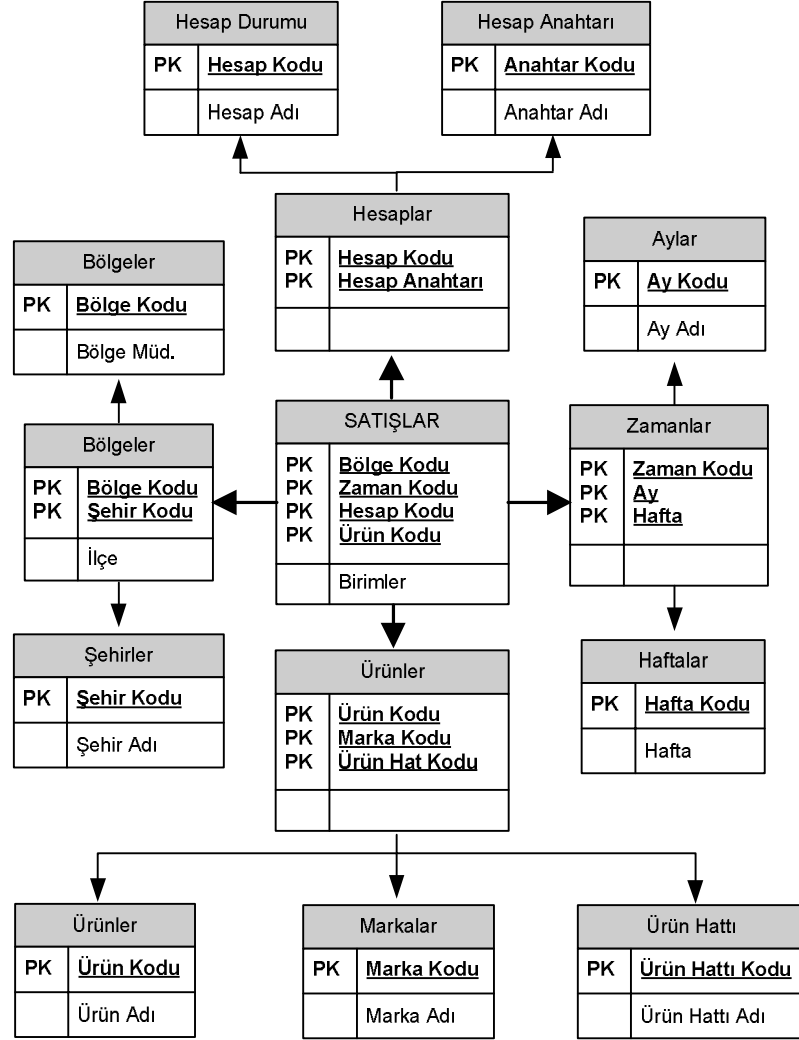 Hesap Durumu
PK Hesap Kodu
Hesap Adı
Hesap Anahtarı
PK Anahtar Kodu
Anahtar Adı
Hesaplar
PK Hesap Kodu
PK Hesap Anahtarı
Bölgeler
PK Bölge Kodu
Bölge Müd.
Aylar
PK Ay Kodu
Ay Adı
Bölgeler
PK Bölge Kodu
PK Şehir Kodu
İlçe
SATIŞLAR
PK Bölge Kodu
PK Zaman Kodu
PK Hesap Kodu
PK Ürün Kodu
Birimler
Zamanlar
PK Zaman Kodu
PK Ay
PK Hafta
Şehirler
PK Şehir Kodu
Şehir Adı
Ürünler
PK Ürün Kodu
PK Marka Kodu
PK Ürün Hat Kodu
Haftalar
PK Hafta Kodu
Hafta
Ürünler
PK Ürün Kodu
Ürün Adı
Markalar
PK Marka Kodu
Marka Adı
Ürün Hattı
PK Ürün Hattı Kodu
Ürün Hattı Adı